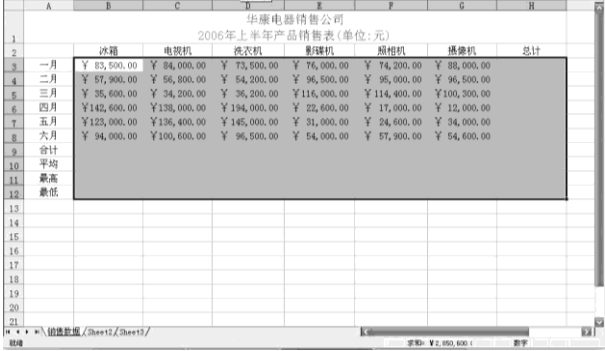 A B C D E F G H
1 华康电器销售公司
2006年上半年产品销售表(单位:元)
2 冰箱 电视机 洗衣机 影碟机 照相机 摄像机 总计
3 一月 ¥ 83,500.00 ¥ 84,000.00 ¥ 73,500.00 ¥ 76,000.00 ¥ 74,200.00 ¥ 88,000.00
4 二月 ¥ 57,900.00 ¥ 56,800.00 ¥ 54,200.00 ¥ 96,500.00 ¥ 95,000.00 ¥ 96,500.00
5 三月 ¥ 35,600.00 ¥ 34,200.00 ¥ 36,200.00 ¥116,000.00 ¥114,400.00 ¥100,300.00
6 四月 ¥142,600.00 ¥138,000.00 ¥194,000.00 ¥ 22,600.00 ¥ 17,000.00 ¥ 12,000.00
7 五月 ¥123,000.00 ¥136,400.00 ¥145,000.00 ¥ 31,000.00 ¥ 24,600.00 ¥ 34,000.00
8 六月 ¥ 94,000.00 ¥100,600.00 ¥ 96,500.00 ¥ 54,000.00 ¥ 57,900.00 ¥ 54,600.00
9 合计
10 平均
11 最高
12 最低
13
14
15
16
17
18
19
20
21
销售数据/Sheet2/Sheet3/
就绪 求和= ¥2,850,600.( 数字